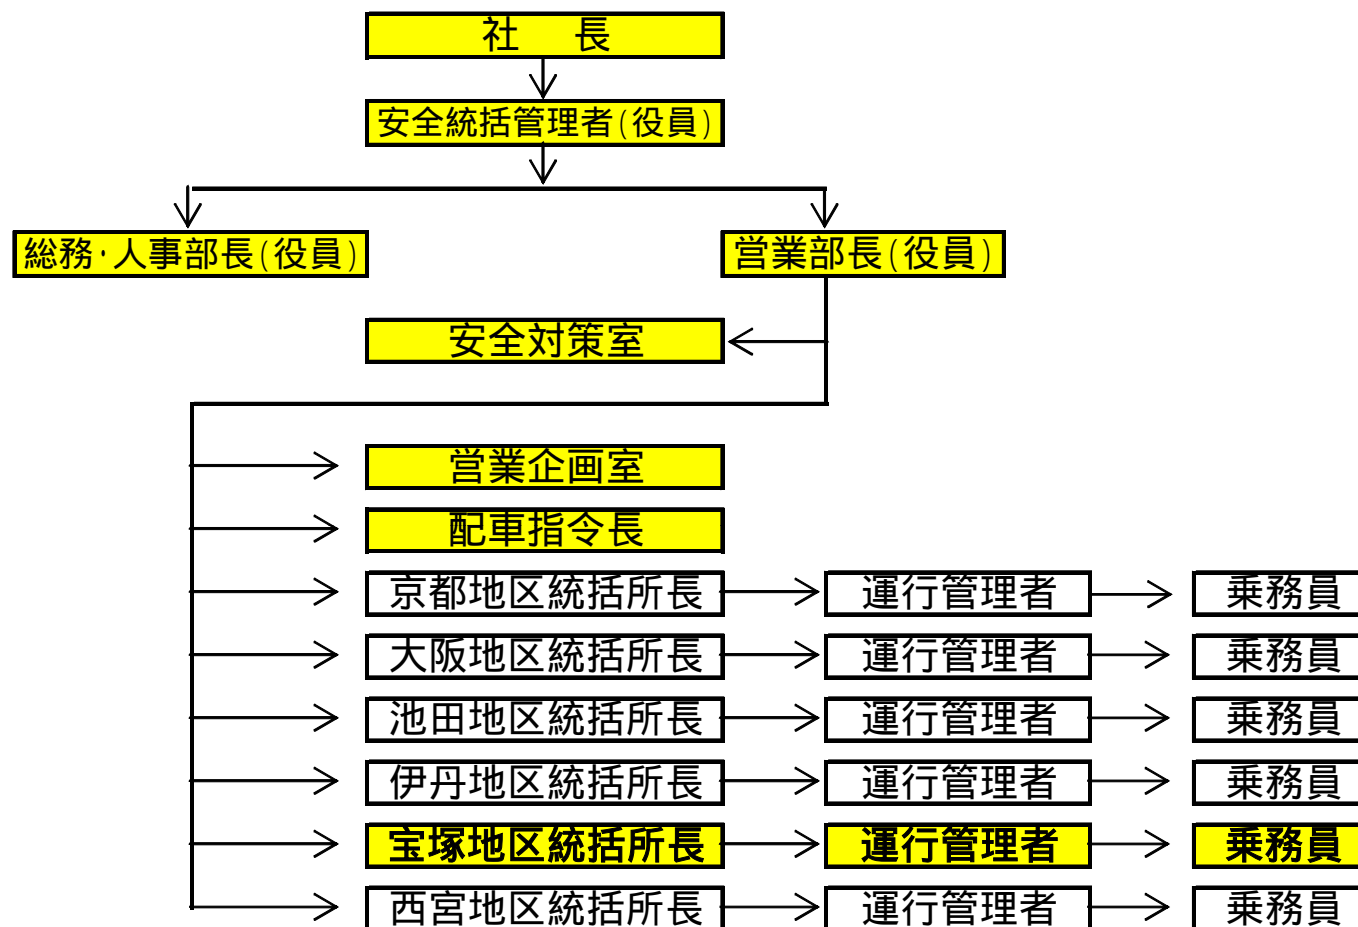 社　長
安全統括管理者(役員)
総務・人事部長(役員)
営業部長(役員)
安全対策室
営業企画室
配車指令長
京都地区統括所長 運行管理者 乗務員
大阪地区統括所長 運行管理者 乗務員
池田地区統括所長 運行管理者 乗務員
伊丹地区統括所長 運行管理者 乗務員
宝塚地区統括所長 運行管理者 乗務員
西宮地区統括所長 運行管理者 乗務員